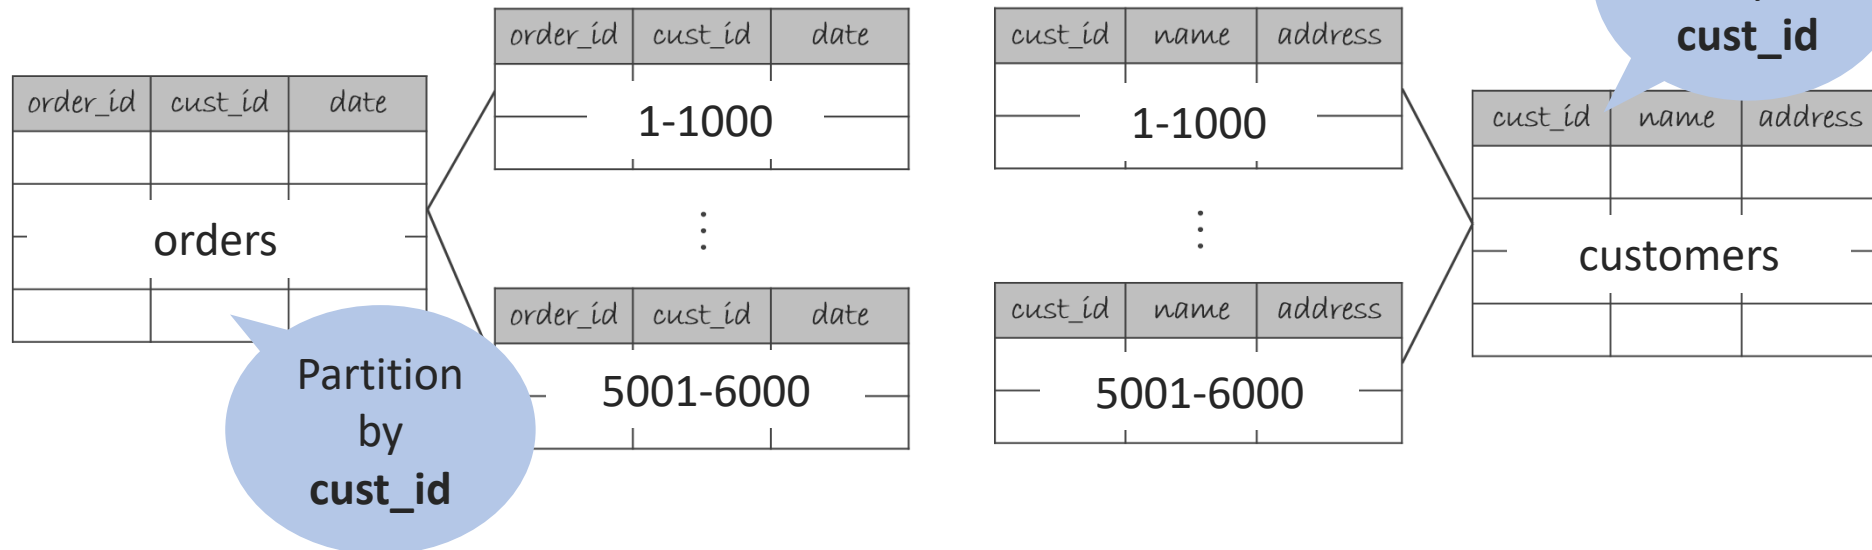 order_id cust_id date
orders
Partition
by
cust_id
order_id cust_id date
1-1000
order_id cust_id date
5001-6000
cust_id name address
1-1000
cust_id name address
5001-6000
cust_id
cust_id name address
customers